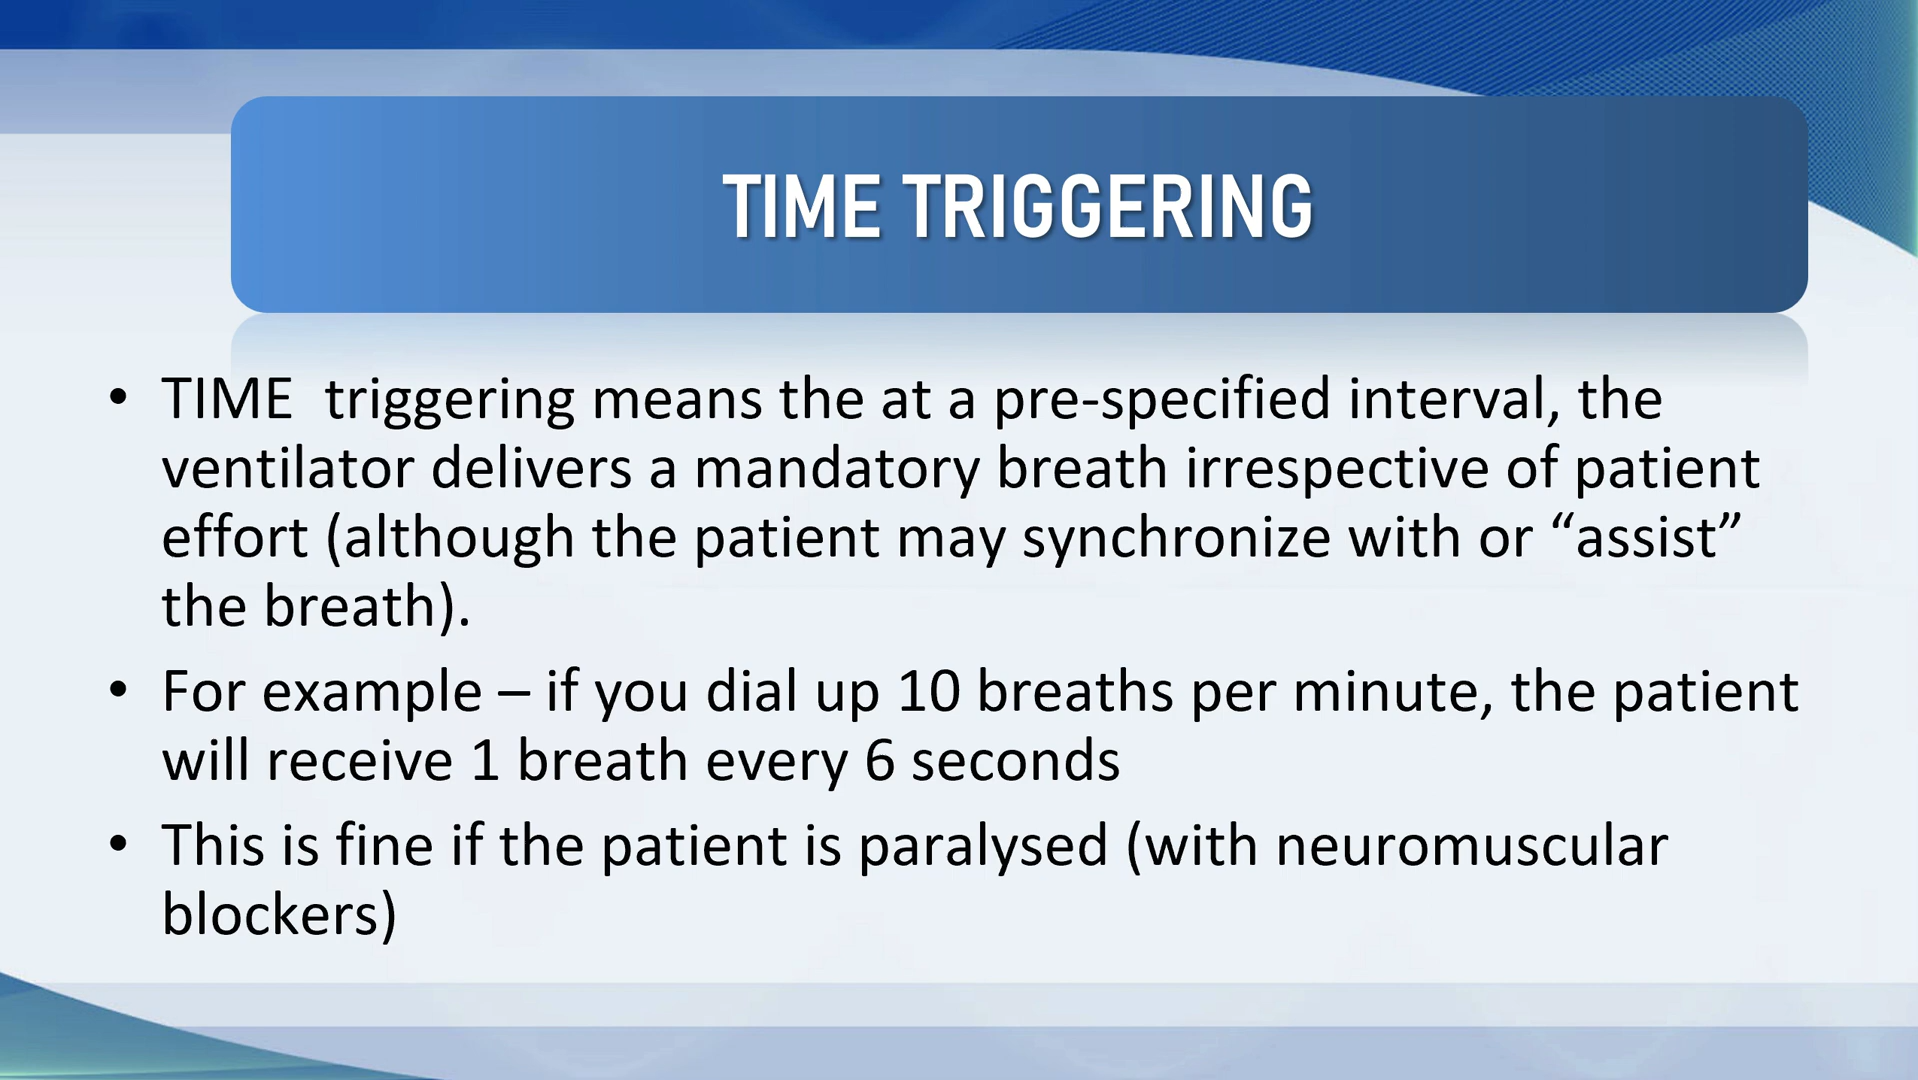 TIME TRIGGERING
• TIME  triggering means the at a pre-specified interval, the
ventilator delivers a mandatory breath irrespective of patient
effort (although the patient may synchronize with or “assist”
the breath).
• For example – if you dial up 10 breaths per minute, the patient
will receive 1 breath every 6 seconds
• This is fine if the patient is paralysed (with neuromuscular
blockers)